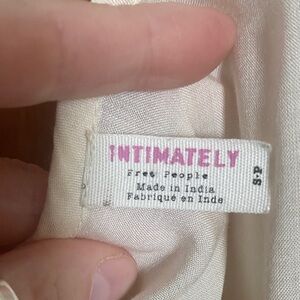 INTIMATELY
Free People
Made in India
Fabriqué en Inde
S·P